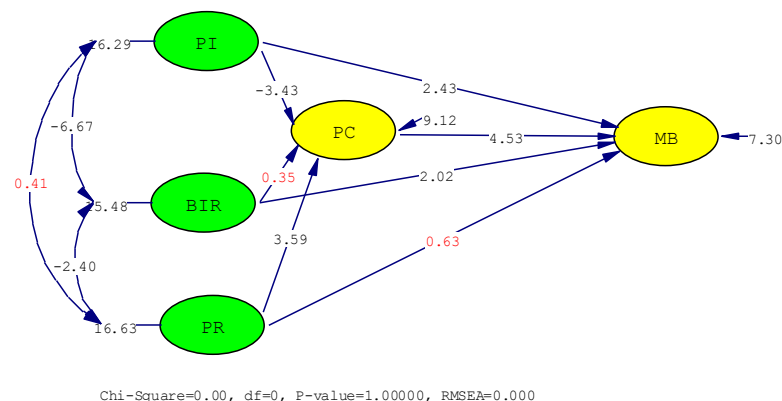 16.29
PI
-3.43
2.43
-6.67
PC
9.12
4.53
MB
7.30
0.41
0.35
2.02
15.48
BIR
-2.40
3.59
0.63
16.63
PR
Chi-Square=0.00, df=0, P-value=1.00000, RMSEA=0.000